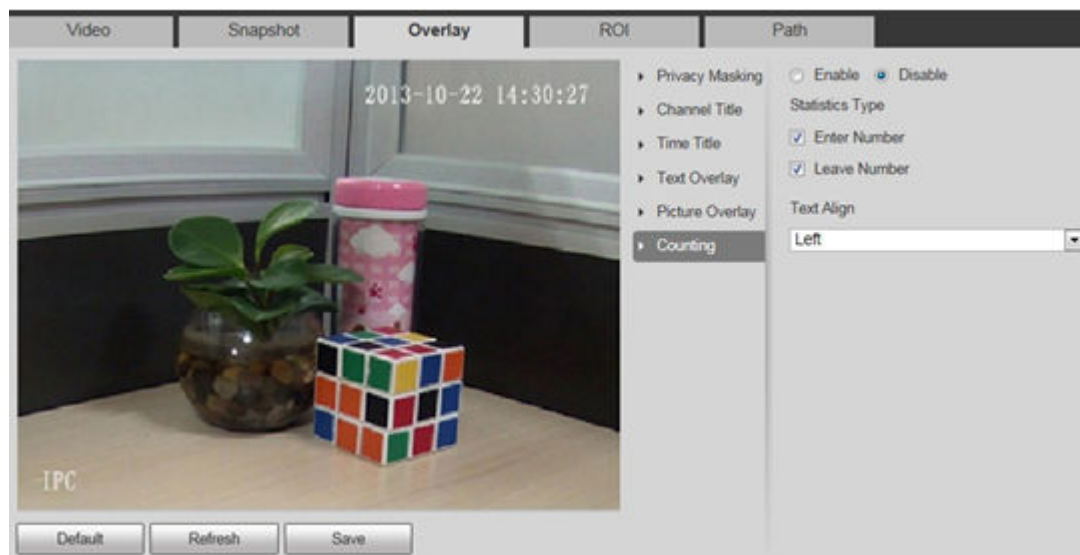 Video Snapshot Overlay ROI Path
2013-10-22 14:30:27
IPC
Privacy Masking
Channel Title
Time Title
Text Overlay
Picture Overlay
Counting
Enable Disable
Statistics Type
Enter Number
Leave Number
Text Align
Left
Default Refresh Save